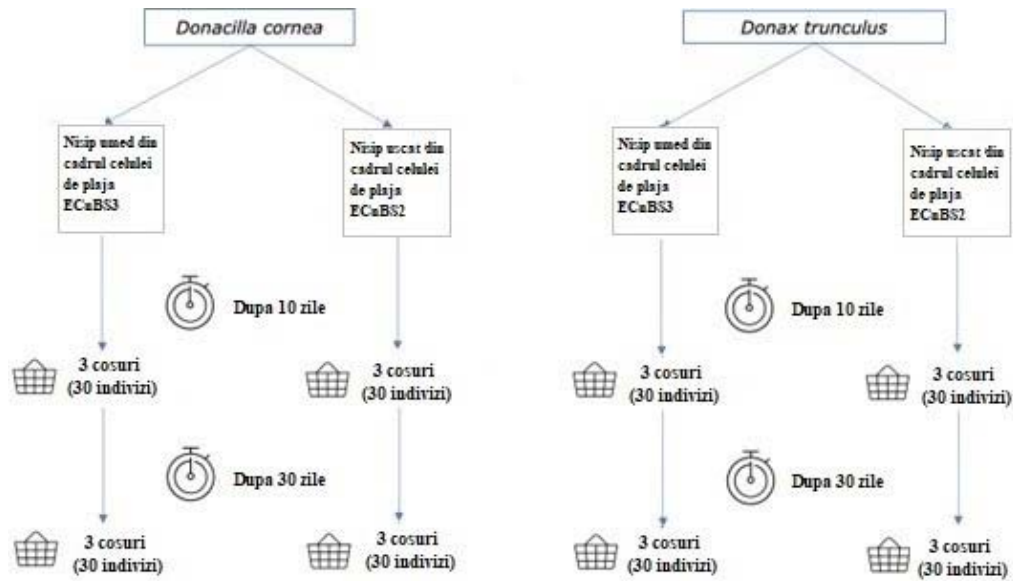 Donacilla cornea
Nisip umed din
cadrul celulei
de plaja
ECuBS3
Nisip uscat din
cadrul celulei
de plaja
ECuBS2
Dupa 10 zile
3 cosuri
(30 indivizi)
3 cosuri
(30 indivizi)
Dupa 30 zile
3 cosuri
(30 indivizi)
3 cosuri
(30 indivizi)
Donax trunculus
Nisip umed din
cadrul celulei
de plaja
ECuBS3
Nisip uscat din
cadrul celulei
de plaja
ECuBS2
Dupa 10 zile
3 cosuri
(30 indivizi)
3 cosuri
(30 indivizi)
Dupa 30 zile
3 cosuri
(30 indivizi)
3 cosuri
(30 indivizi)